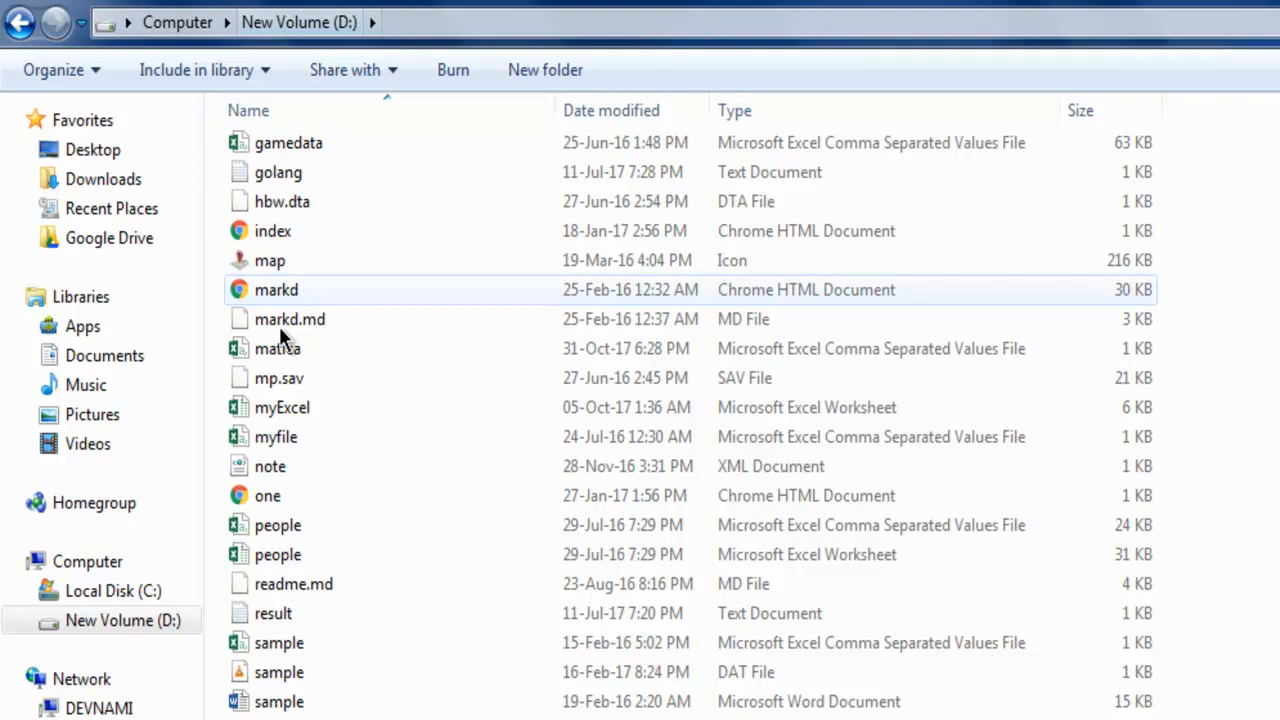 Computer New Volume (D:)
Organize Include in library Share with Burn New folder
Favorites
Desktop
Downloads
Recent Places
Google Drive
Libraries
Apps
Documents
Music
Pictures
Videos
Homegroup
Computer
Local Disk (C:)
New Volume (D:)
Network
DEVNAMI
Name Date modified Type Size
gamedata 25-Jun-16 1:48 PM Microsoft Excel Comma Separated Values File 63 KB
golang 11-Jul-17 7:28 PM Text Document 1 KB
hbw.dta 27-Jun-16 2:54 PM DTA File 1 KB
index 18-Jan-17 2:56 PM Chrome HTML Document 1 KB
map 19-Mar-16 4:04 PM Icon 216 KB
markd 25-Feb-16 12:32 AM Chrome HTML Document 30 KB
markd.md 25-Feb-16 12:37 AM MD File 3 KB
31-Oct-17 6:28 PM Microsoft Excel Comma Separated Values File 1 KB
mp.sav 27-Jun-16 2:45 PM SAV File 21 KB
myExcel 05-Oct-17 1:36 AM Microsoft Excel Worksheet 6 KB
myfile 24-Jul-16 12:30 AM Microsoft Excel Comma Separated Values File 1 KB
note 28-Nov-16 3:31 PM XML Document 1 KB
one 27-Jan-17 1:56 PM Chrome HTML Document 1 KB
people 29-Jul-16 7:29 PM Microsoft Excel Comma Separated Values File 24 KB
people 29-Jul-16 7:29 PM Microsoft Excel Worksheet 31 KB
readme.md 23-Aug-16 8:16 PM MD File 4 KB
result 11-Jul-17 7:20 PM Text Document 1 KB
sample 15-Feb-16 5:02 PM Microsoft Excel Comma Separated Values File 1 KB
sample 16-Feb-17 8:24 PM DAT File 1 KB
sample 19-Feb-16 2:20 AM Microsoft Word Document 15 KB